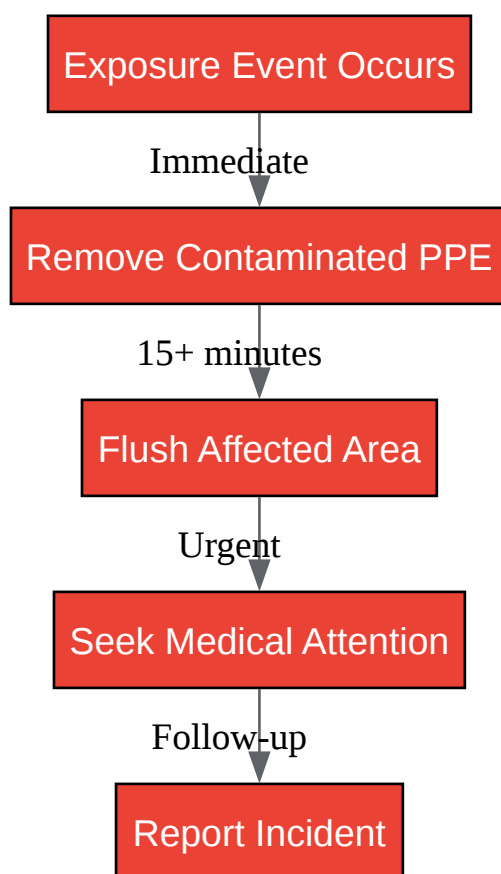 Exposure Event Occurs
Immediate
Remove Contaminated PPE
15+ minutes
Flush Affected Area
Urgent
Seek Medical Attention
Follow-up
Report Incident